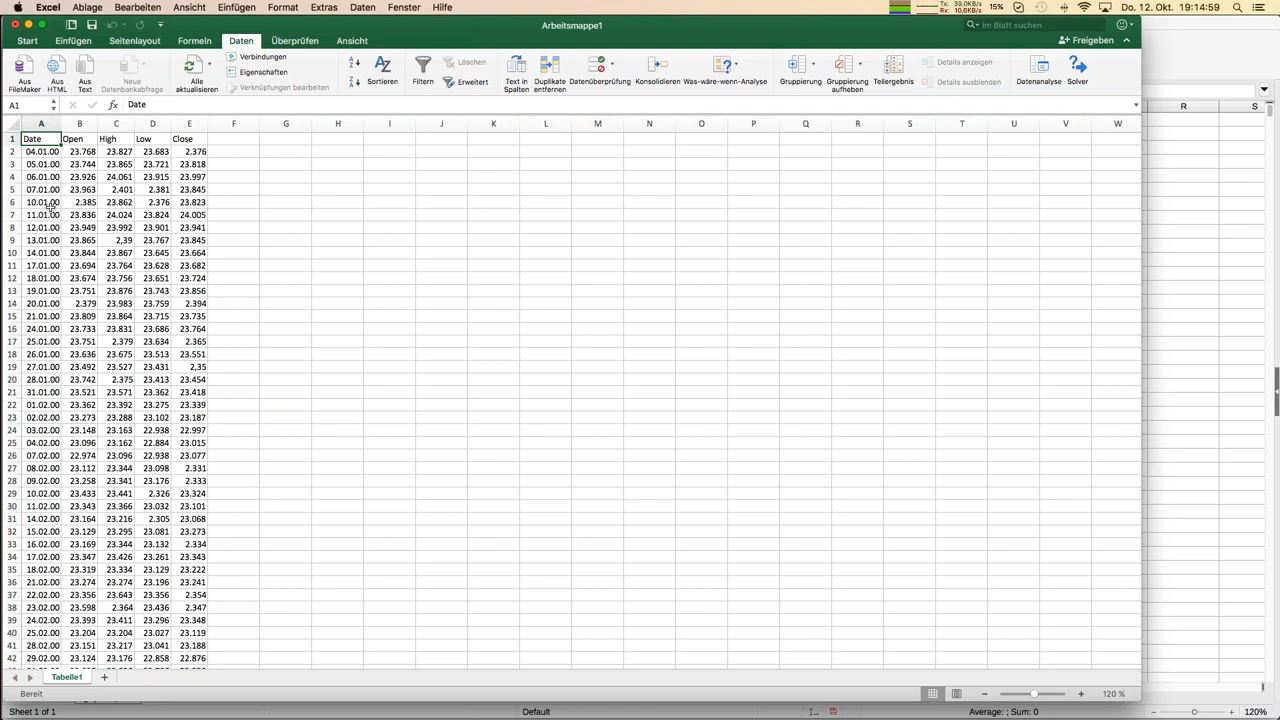 Excel Ablage Bearbeiten Ansicht Einfügen Format Extras Daten Fenster Hilfe Tx: 39,0KB/s Rx: 10,6KB/s 15% Do. 12. Okt. 19:14:59
Arbeitsmappe1 Im Blatt suchen
Start Einfügen Seitenlayout Formeln Daten Überprüfen Ansicht Freigeben
Aus FileMaker
Aus HTML
Aus Text
Neue Datenbankabfrage
Alle aktualisieren
Verbindungen
Eigenschaften
Verknüpfungen bearbeiten
A Z Z A
Sortieren
Filtern
Löschen
Erweitert
Text in Spalten
Duplikate entfernen
Datenüberprüfung
Konsolidieren
Was-wäre-wenn-Analyse
Gruppierung
Gruppierung aufheben
Teilergebnis
Details anzeigen
Details ausblenden
Datenanalyse
Solver
A1 fx Date
A B C D E F G H I J K L M N O P Q R S T U V W R S
1 Date Open High Low Close
2 04.01.00 23.768 23.827 23.683 2.376
3 05.01.00 23.744 23.865 23.721 23.818
4 06.01.00 23.926 24.061 23.915 23.997
5 07.01.00 23.963 2.401 2.381 23.845
6 10.01.00 2.385 23.862 2.376 23.823
7 11.01.00 23.836 24.024 23.824 24.005
8 12.01.00 23.949 23.992 23.901 23.941
9 13.01.00 23.865 2,39 23.767 23.845
10 14.01.00 23.844 23.867 23.645 23.664
11 17.01.00 23.694 23.764 23.628 23.682
12 18.01.00 23.674 23.756 23.651 23.724
13 19.01.00 23.751 23.876 23.743 23.856
14 20.01.00 2.379 23.983 23.759 2.394
15 21.01.00 23.809 23.864 23.715 23.735
16 24.01.00 23.733 23.831 23.686 23.764
17 25.01.00 23.751 2.379 23.634 2.365
18 26.01.00 23.636 23.675 23.513 23.551
19 27.01.00 23.492 23.527 23.431 2,35
20 28.01.00 23.742 2.375 23.413 23.454
21 31.01.00 23.521 23.571 23.362 23.418
22 01.02.00 23.362 23.392 23.275 23.339
23 02.02.00 23.273 23.288 23.102 23.187
24 03.02.00 23.148 23.163 22.938 22.997
25 04.02.00 23.096 23.162 22.884 23.015
26 07.02.00 22.974 23.096 22.938 23.077
27 08.02.00 23.112 23.344 23.098 2.331
28 09.02.00 23.258 23.341 23.176 2.333
29 10.02.00 23.433 23.441 2.326 23.324
30 11.02.00 23.343 23.366 23.032 23.101
31 14.02.00 23.164 23.216 2.305 23.068
32 15.02.00 23.129 23.295 23.081 23.273
33 16.02.00 23.169 23.344 23.132 2.334
34 17.02.00 23.347 23.426 23.261 23.343
35 18.02.00 23.319 23.334 23.129 23.222
36 21.02.00 23.274 23.274 23.196 23.241
37 22.02.00 23.356 23.643 23.356 2.354
38 23.02.00 23.598 2.364 23.436 2.347
39 24.02.00 23.393 23.411 23.296 23.348
40 25.02.00 23.204 23.204 23.027 23.119
41 28.02.00 23.151 23.217 23.041 23.188
42 29.02.00 23.124 23.176 22.858 22.876
Tabelle1
Bereit 120 %
Sheet 1 of 1 Default Average: ; Sum: 0 120%